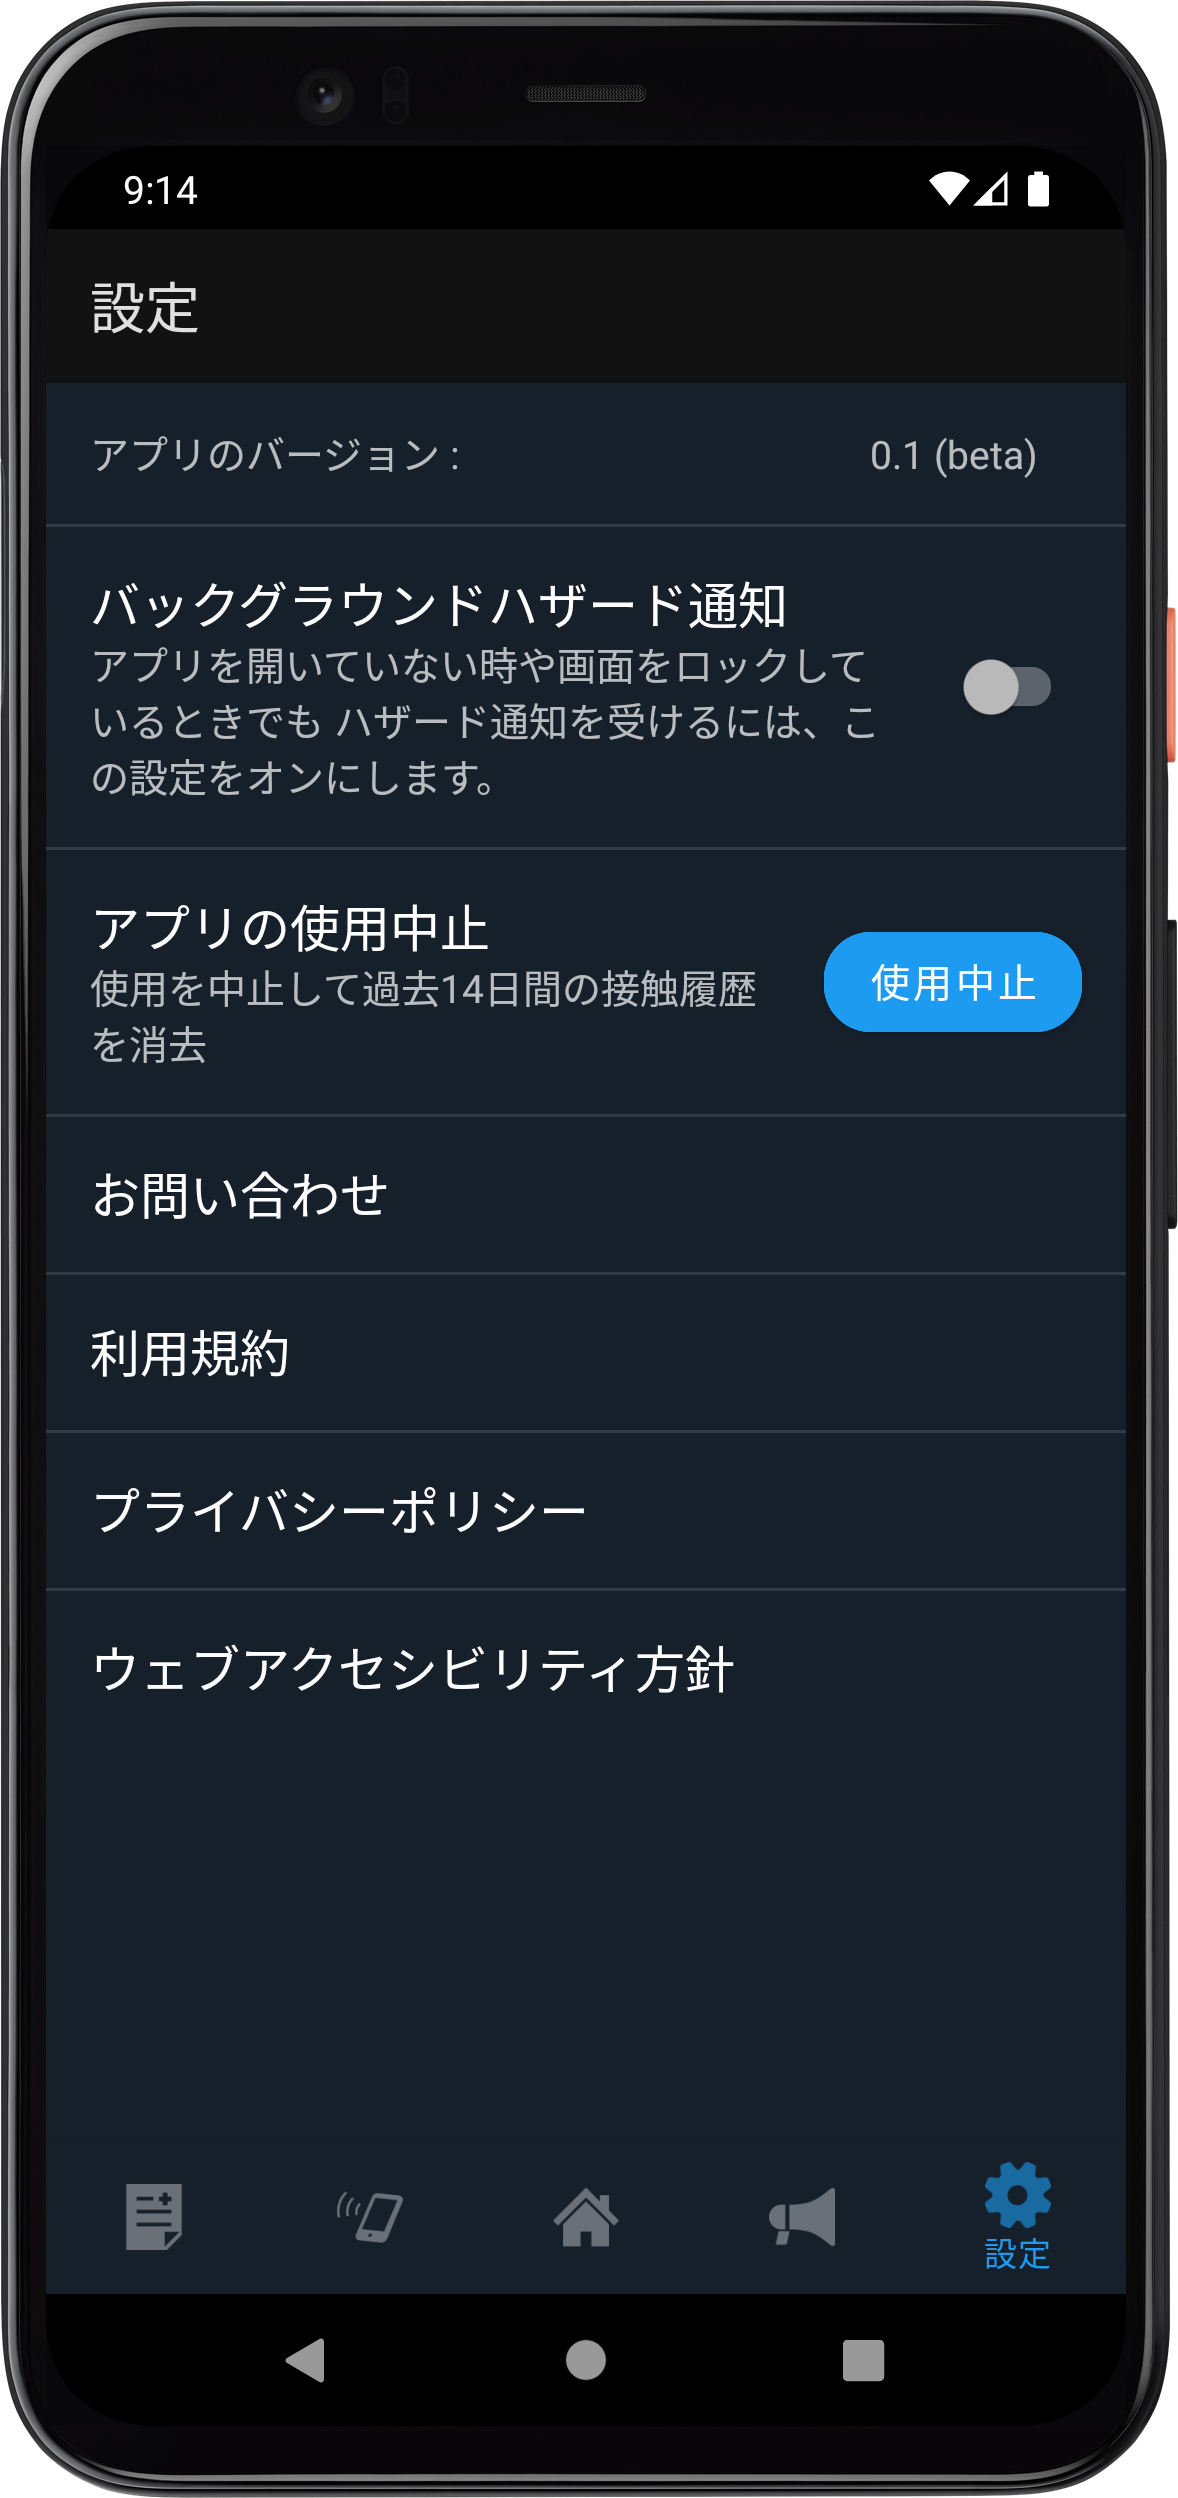 9:14
設定
アプリのバージョン : 0.1 (beta)
バックグラウンドハザード通知
アプリを開いていない時や画面をロックして
いるときでも ハザード通知を受けるには、こ
の設定をオンにします。
アプリの使用中止
使用を中止して過去14日間の接触履歴
を消去
使用中止
お問い合わせ
利用規約
プライバシーポリシー
ウェブアクセシビリティ方針
設定